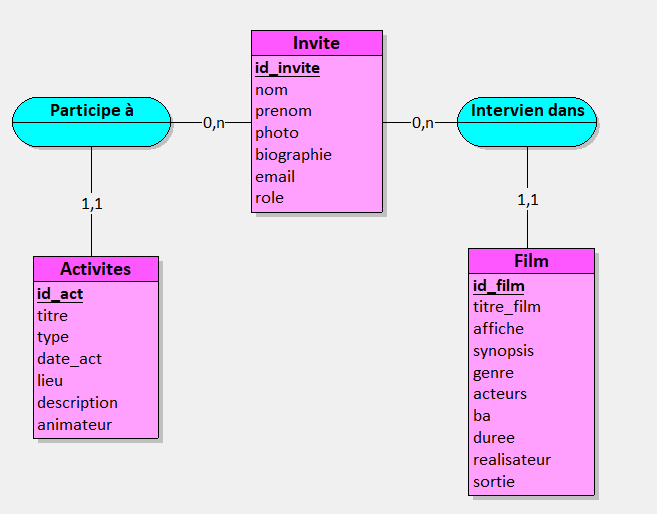 Invite
id_invite
nom
prenom
photo
biographie
email
role
Participe à
0,n
0,n
Intervien dans
1,1
1,1
Activites
id_act
titre
type
date_act
lieu
description
animateur
Film
id_film
titre_film
affiche
synopsis
genre
acteurs
ba
duree
realisateur
sortie